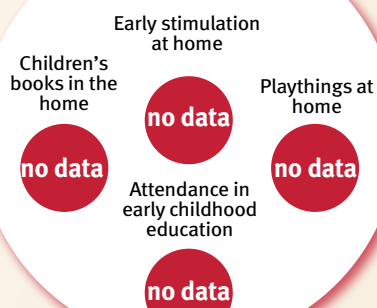 Early stimulation
at home
no data
Children's
books in the
home
no data
Playthings at
home
no data
Attendance in
early childhood
education
no data